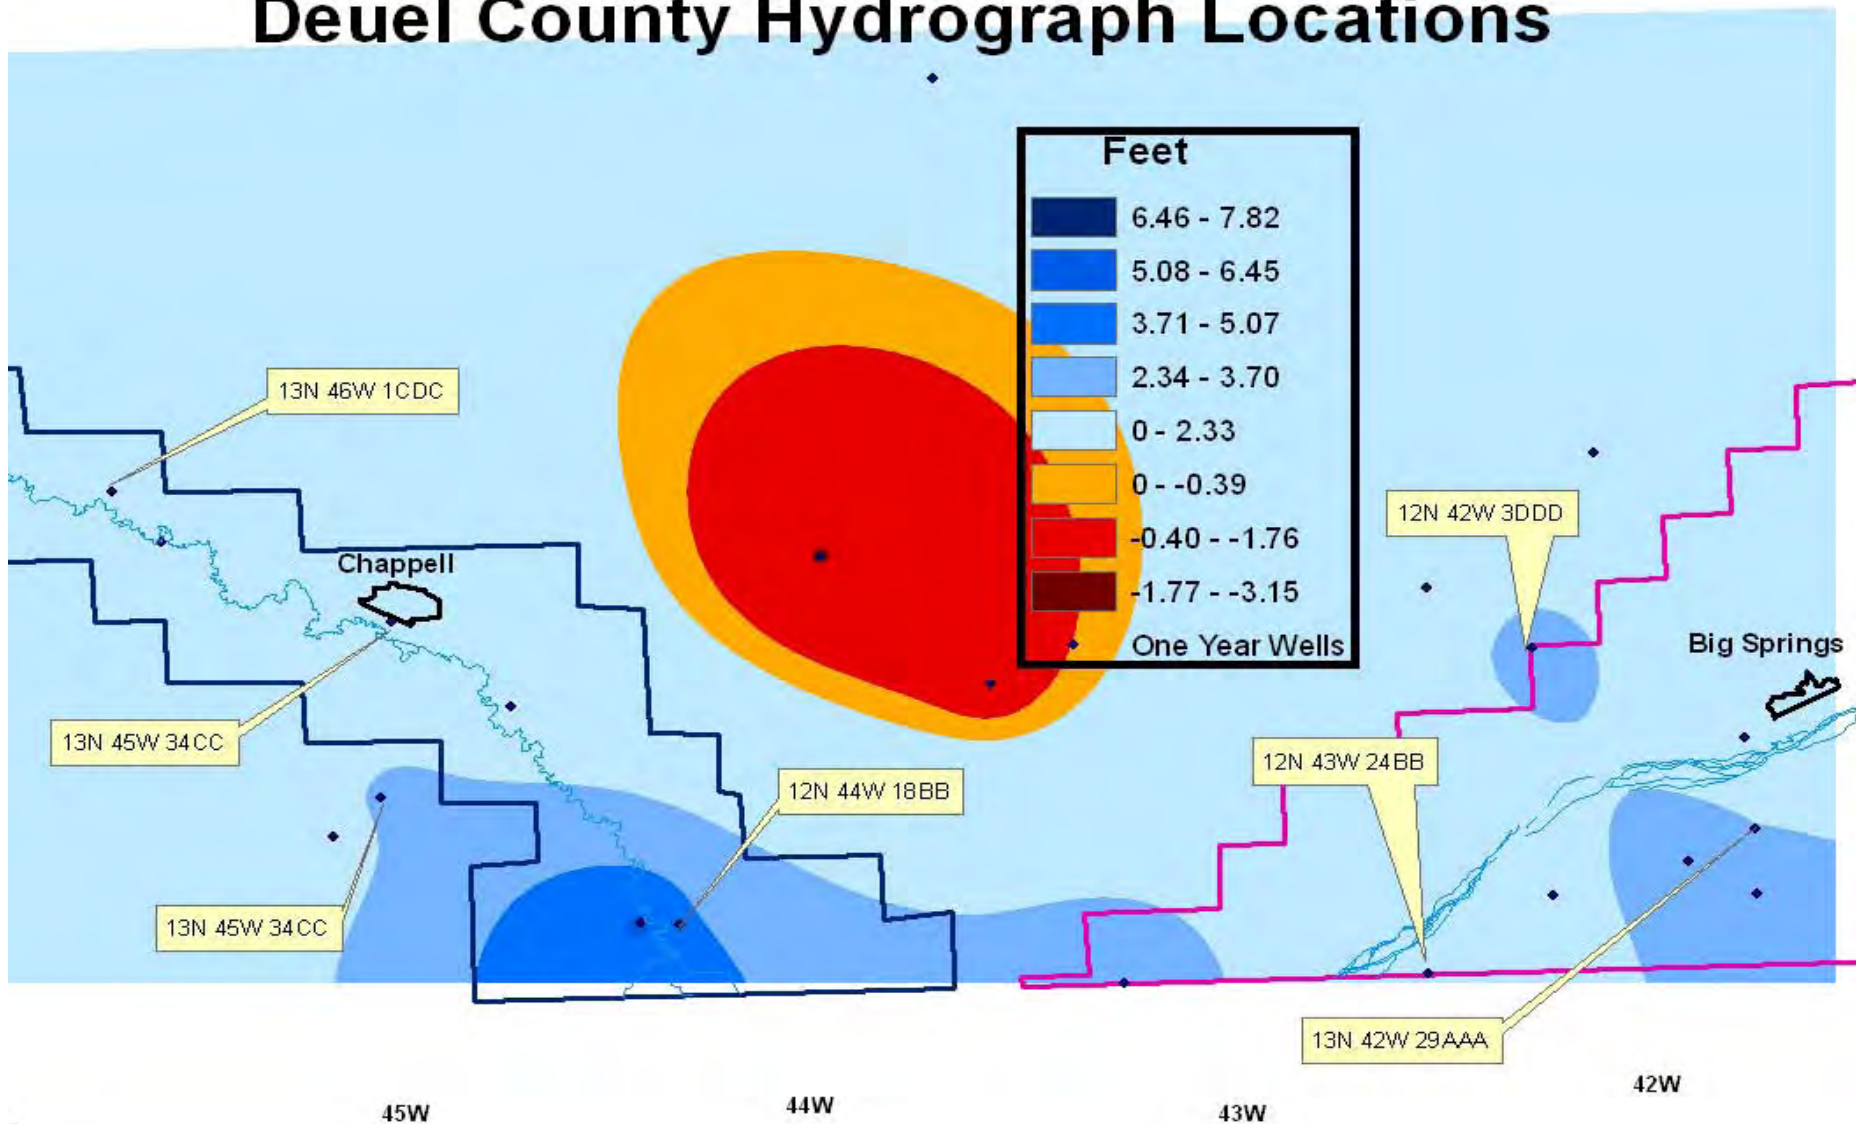 Deuel County Hydrograph Locations
Feet
6.46 - 7.82
5.08 - 6.45
3.71 - 5.07
2.34 - 3.70
0 - 2.33
0 - -0.39
-0.40 - -1.76
-1.77 - -3.15
One Year Wells
13N 46W 1CDC
12N 42W 3DDD
Chappell
Big Springs
13N 45W 34CC
12N 43W 24BB
12N 44W 18BB
13N 45W 34CC
13N 42W 29AAA
45W
44W
43W
42W